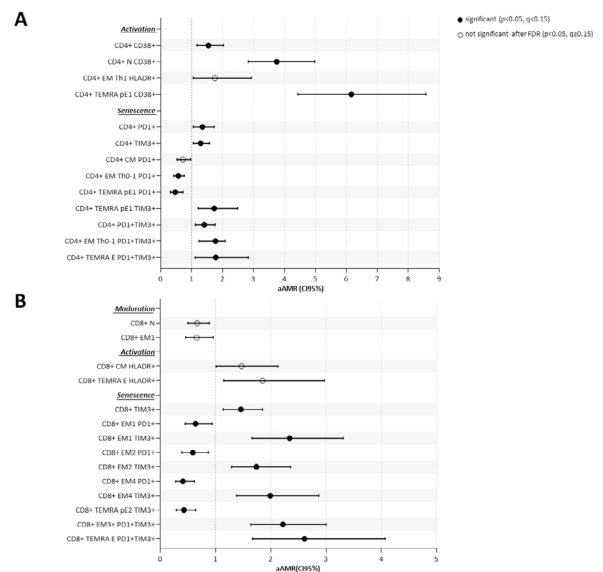 A
significant (p<0.05, q<0.15)
not significant after FDR (p<0.05, q≥0.15)
Activation
CD4+ CD38+
CD4+ N CD38+
CD4+ EM Th1 HLADR+
CD4+ TEMRA pE1 CD38+
Senescence
CD4+ PD1+
CD4+ TIM3+
CD4+ CM PD1+
CD4+ EM Th0-1 PD1+
CD4+ TEMRA pE1 PD1+
CD4+ TEMRA pE1 TIM3+
CD4+ PD1+TIM3+
CD4+ EM Th0-1 PD1+TIM3+
CD4+ TEMRA E PD1+TIM3+
0 1 2 3 4 5 6 7 8 9
aAMR (CI95%)
B
Maduration
CD8+ N
CD8+ EM1
Activation
CD8+ CM HLADR+
CD8+ TEMRA E HLADR+
Senescence
CD8+ TIM3+
CD8+ EM1 PD1+
CD8+ EM1 TIM3+
CD8+ EM2 PD1+
CD8+ EM2 TIM3+
CD8+ EM4 PD1+
CD8+ EM4 TIM3+
CD8+ TEMRA pE2 TIM3+
CD8+ EM3+ PD1+TIM3+
CD8+ TEMRA E PD1+TIM3+
0 1 2 3 4 5
aAMR(CI95%)